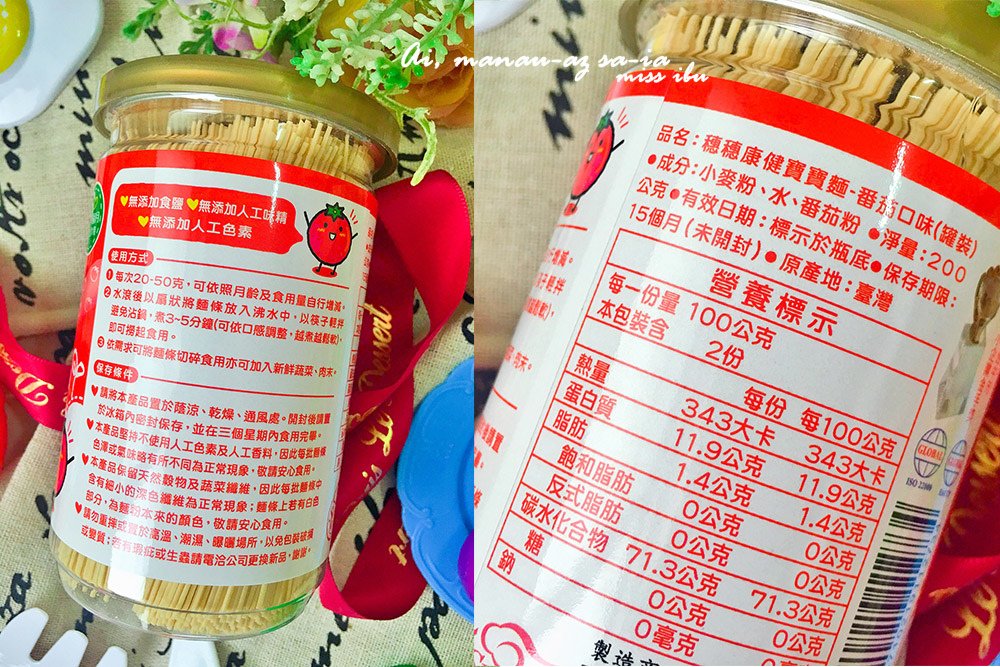 Ai, manau-az sa-ia
miss ibu
♥無添加食鹽 ♥無添加人工味精
♥無添加人工色素
使用方式
❶每次20-50克，可依照月齡及食用量自行增減。
❷水滾後以扇狀將麵條放入沸水中，以筷子輕拌
避免沾鍋，煮3~5分鐘(可依口感調整，越煮越鬆軟)，
即可撈起食用。
❸依需求可將麵條切碎食用亦可加入新鮮蔬菜、肉末。
保存條件
♥請將本產品置於蔭涼、乾燥、通風處。開封後請置
於冰箱內密封保存，並在三個星期內食用完畢。
♥本產品堅持不使用人工色素及人工香料，因此每批麵條
色澤或氣味略有所不同為正常現象，敬請安心食用。
♥本產品保留天然穀物及蔬菜纖維，因此每批麵條中
含有細小的深色纖維為正常現象；麵條上若有白色
部分，為麵粉本來的顏色，敬請安心食用。
♥請勿重摔或置於高溫、潮濕、曝曬場所，以免包裝破損
或變質；若有瑕疵或生蟲請電洽公司更換新品，謝謝。
品名：穗穗康健寶寶麵-番茄口味(罐裝)
●成分：小麥粉、水、番茄粉 ●淨重：200
公克●有效日期：標示於瓶底●保存期限：
15個月(未開封)●原產地：臺灣
營養標示
每一份量 100公克
本包裝含 2份
每份 每100公克
熱量 343大卡 343大卡
蛋白質 11.9公克 11.9公克
脂肪 1.4公克 1.4公克
飽和脂肪 0公克 0公克
反式脂肪 0公克 0公克
碳水化合物 71.3公克 71.3公克
糖 0公克 0公克
鈉 0毫克
製造商
GLOBAL
ISO 22000
Dessert